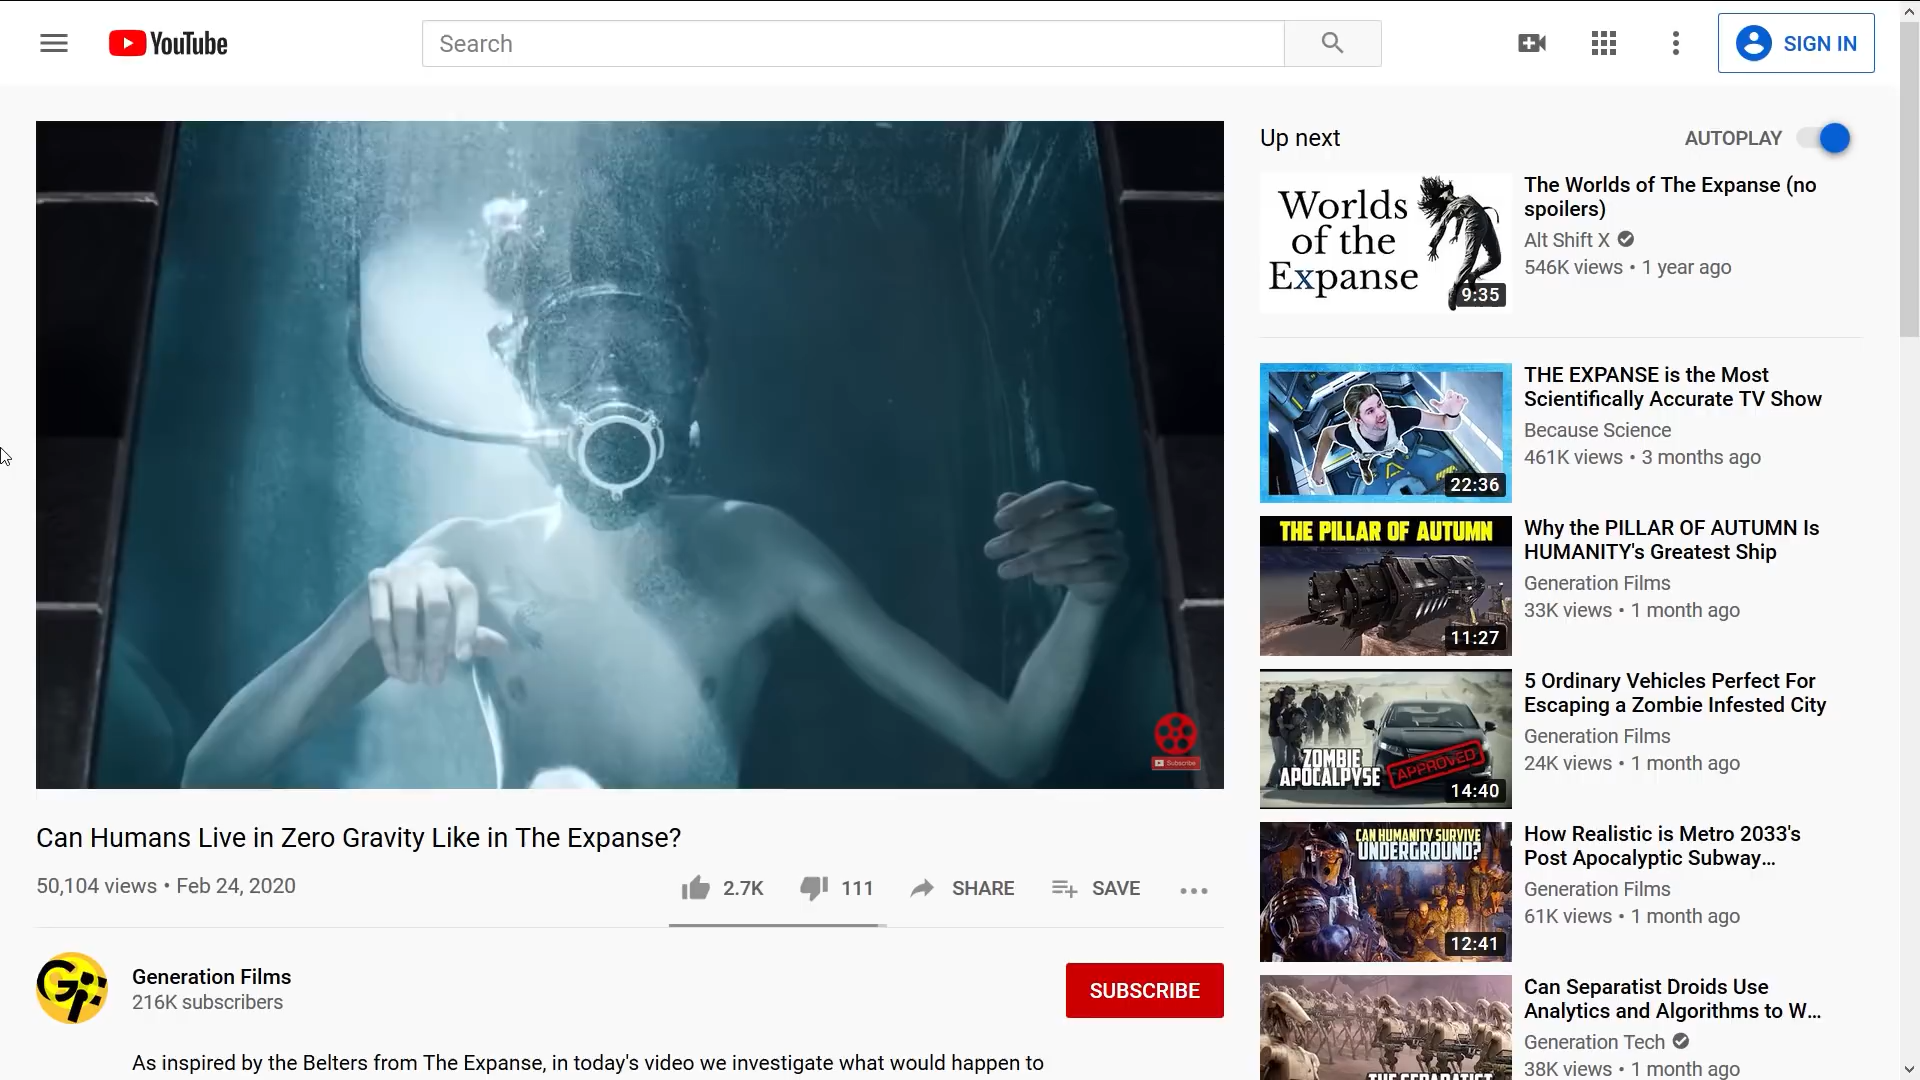 YouTube
Search
SIGN IN
Up next
AUTOPLAY
Worlds
of the
Expanse
9:35
The Worlds of The Expanse (no
spoilers)
Alt Shift X
546K views • 1 year ago
22:36
THE EXPANSE is the Most
Scientifically Accurate TV Show
Because Science
461K views • 3 months ago
THE PILLAR OF AUTUMN
11:27
Why the PILLAR OF AUTUMN Is
HUMANITY's Greatest Ship
Generation Films
33K views • 1 month ago
ZOMBIE
APOCALPYSE
APPROVED
14:40
5 Ordinary Vehicles Perfect For
Escaping a Zombie Infested City
Generation Films
24K views • 1 month ago
Subscribe
Can Humans Live in Zero Gravity Like in The Expanse?
50,104 views • Feb 24, 2020
2.7K
111
SHARE
SAVE
CAN HUMANITY SURVIVE
UNDERGROUND?
12:41
How Realistic is Metro 2033's
Post Apocalyptic Subway...
Generation Films
61K views • 1 month ago
Generation Films
216K subscribers
SUBSCRIBE
As inspired by the Belters from The Expanse, in today's video we investigate what would happen to
THE SEPARATIST
Can Separatist Droids Use
Analytics and Algorithms to W...
Generation Tech
38K views • 1 month ago